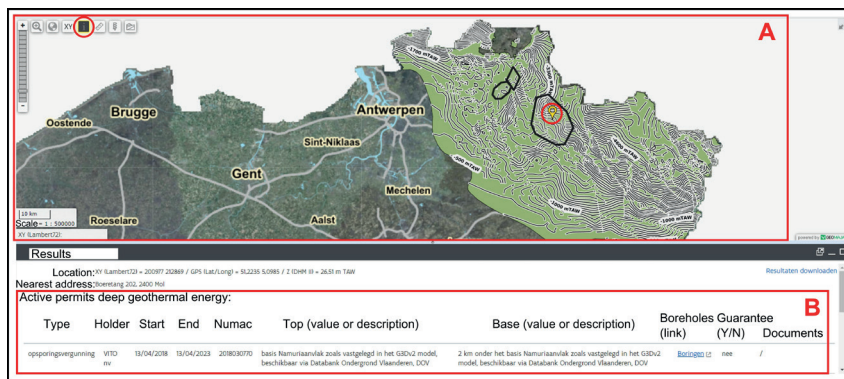 A
XY
-1700 mTAW
Brugge
Oostende
Antwerpen
Sint-Niklaas
Gent
-500 mTAW
Mechelen
Aalst
Roeselare
-1000 mTAW
-1000 mTAW
10 km
Scale = 1 : 500000
XY (Lambert72):
powered by
Results
Location: XY (Lambert72) = 200977 212869 / GPS (Lat/Long) = 51,2235 5,0985 / Z (DHM II) = 26.51 m TAW
Resultaten downloaden
Nearest address: Boeretang 202, 2400 Mol
Active permits deep geothermal energy:
B
Type Holder Start End Numac Top (value or description) Base (value or description) Boreholes (link) Guarantee (Y/N) Documents
opsporingsvergunning VITO nv 13/04/2018 13/04/2023 2018030770 basis Namuriaanvlak zoals vastgelegd in het G3Dv2 model, beschikbaar via Databank Ondergrond Vlaanderen, DOV 2 km onder het basis Namuriaanvlak zoals vastgelegd in het G3Dv2 model, beschikbaar via Databank Ondergrond Vlaanderen, DOV Boringen nee /